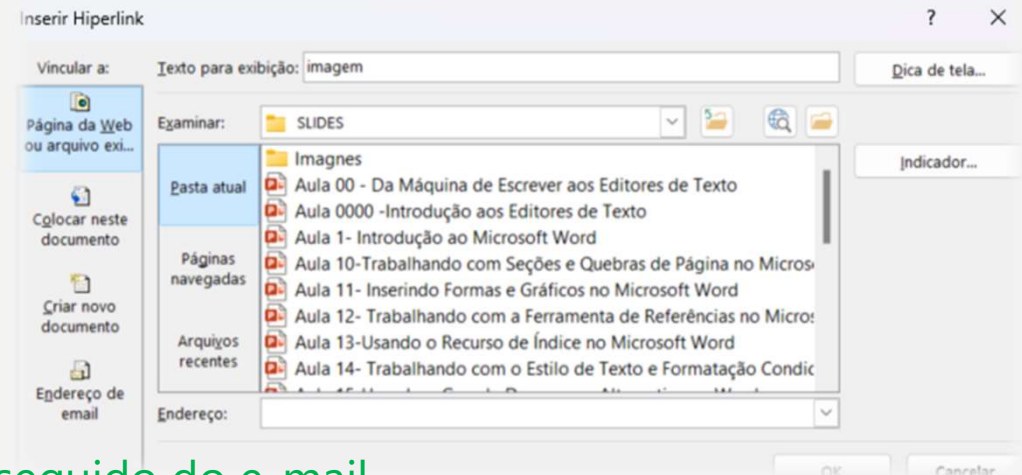 Inserir Hiperlink ? X
Vincular a:
Texto para exibição: imagem
Dica de tela...
Página da Web
ou arquivo exi...
Examinar: SLIDES
Indicador...
Pasta atual
Imagnes
Aula 00 - Da Máquina de Escrever aos Editores de Texto
Aula 0000 -Introdução aos Editores de Texto
Aula 1- Introdução ao Microsoft Word
Aula 10-Trabalhando com Seções e Quebras de Página no Micros
Aula 11- Inserindo Formas e Gráficos no Microsoft Word
Aula 12- Trabalhando com a Ferramenta de Referências no Micros
Aula 13-Usando o Recurso de Índice no Microsoft Word
Aula 14- Trabalhando com o Estilo de Texto e Formatação Condic
Colocar neste
documento
Páginas
navegadas
Criar novo
documento
Arquivos
recentes
Endereço de
email
Endereço:
OK
Cancelar
seguido do e-mail